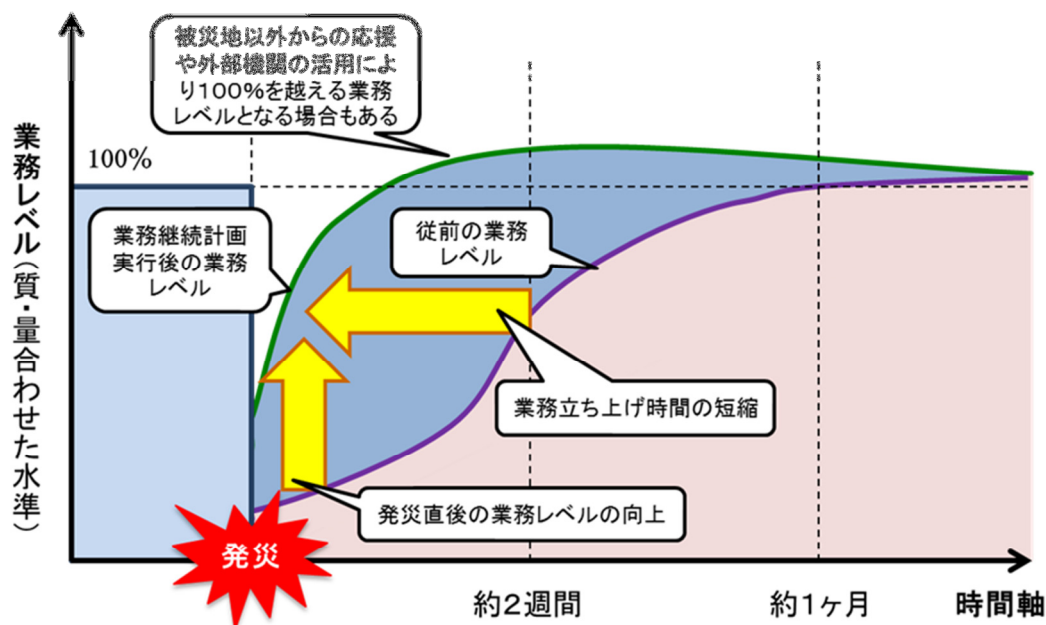 被災地以外からの応援
や外部機関の活用によ
り100%を越える業務
レベルとなる場合もある
業務レベル(質・量合わせた水準)
100%
業務継続計画
実行後の業務
レベル
従前の業務
レベル
業務立ち上げ時間の短縮
発災直後の業務レベルの向上
発災
約2週間
約1ヶ月
時間軸